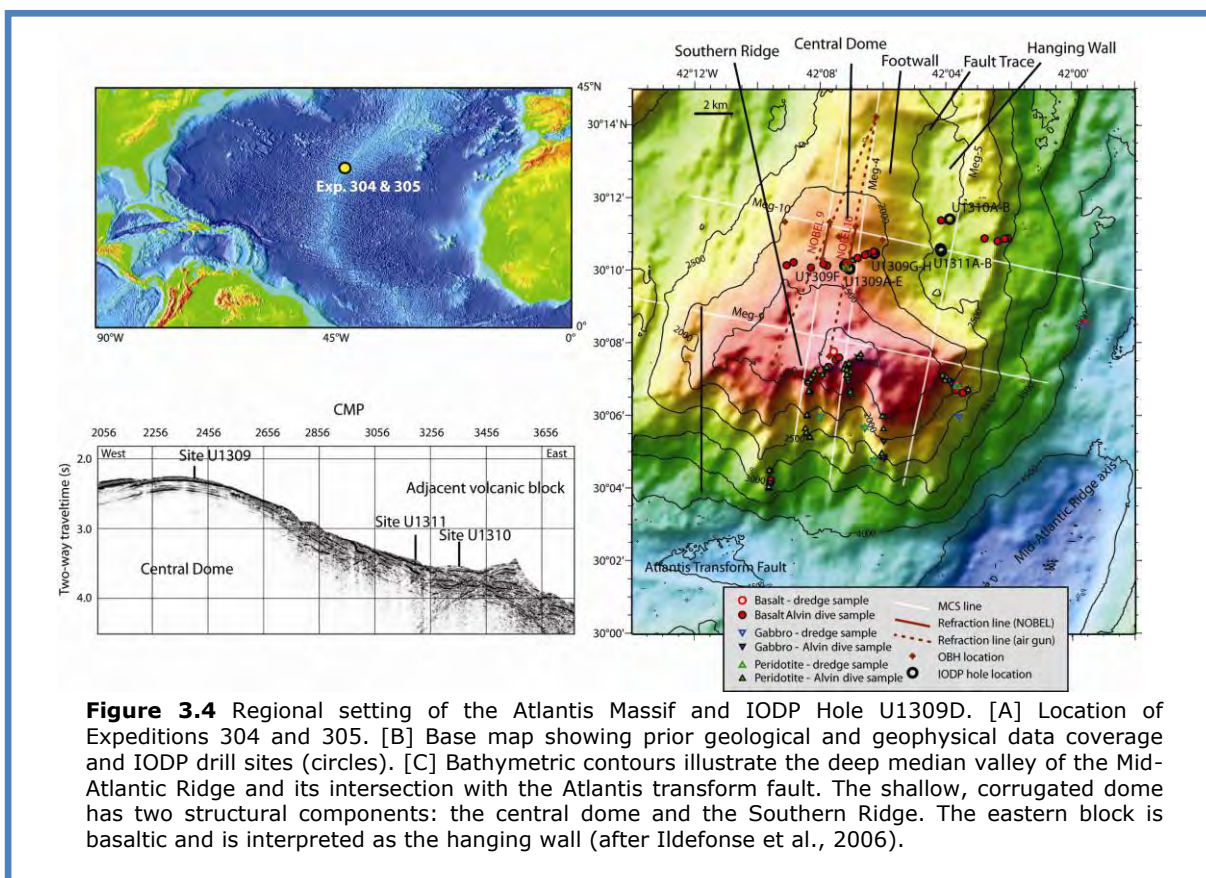 45°N
Exp. 304 & 305
90°W
45°W
0°
0°
CMP
2056 2256 2456 2656 2856 3056 3256 3456 3656
West
East
Site U1309
Adjacent volcanic block
Site U1311
Site U1310
Central Dome
Two-way traveltime (s)
2.0
3.0
4.0
Southern Ridge
Central Dome
Footwall
Fault Trace
Hanging Wall
42°12'W
42°08'
42°04'
42°00'
2 km
30°14'N
30°12'
30°10'
30°08'
30°06'
30°04'
30°02'
30°00'
Meg-5
Meg-4
Meg-10
Meg-9
NOBEL 9
NOBEL 10
U1310A-B
U1311A-B
U1309F
U1309G-H
U1309A-E
2000
2500
2000
2500
2000
2500
3000
4000
Mid-Atlantic Ridge axis
Atlantis Transform Fault
Basalt - dredge sample
Basalt Alvin dive sample
Gabbro - dredge sample
Gabbro - Alvin dive sample
Peridotite - dredge sample
Peridotite - Alvin dive sample
MCS line
Refraction line (NOBEL)
Refraction line (air gun)
OBH location
IODP hole location
Figure 3.4 Regional setting of the Atlantis Massif and IODP Hole U1309D. [A] Location of
Expeditions 304 and 305. [B] Base map showing prior geological and geophysical data coverage
and IODP drill sites (circles). [C] Bathymetric contours illustrate the deep median valley of the Mid-
Atlantic Ridge and its intersection with the Atlantis transform fault. The shallow, corrugated dome
has two structural components: the central dome and the Southern Ridge. The eastern block is
basaltic and is interpreted as the hanging wall (after Ildefonse et al., 2006).